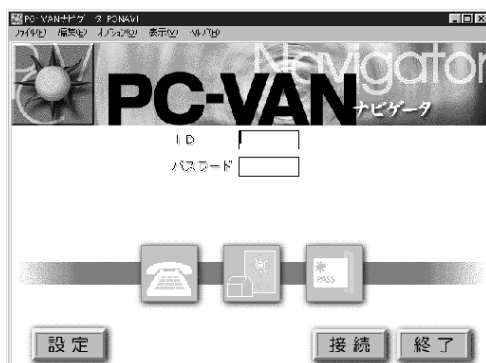 PC-VANナビゲータ PCNAVI
ファイル(F) 編集(E) オプション(O) 表示(V) ヘルプ(H)
Navigator
PC-VAN
ナビゲータ
ID
パスワード
PASS
設定
接続
終了